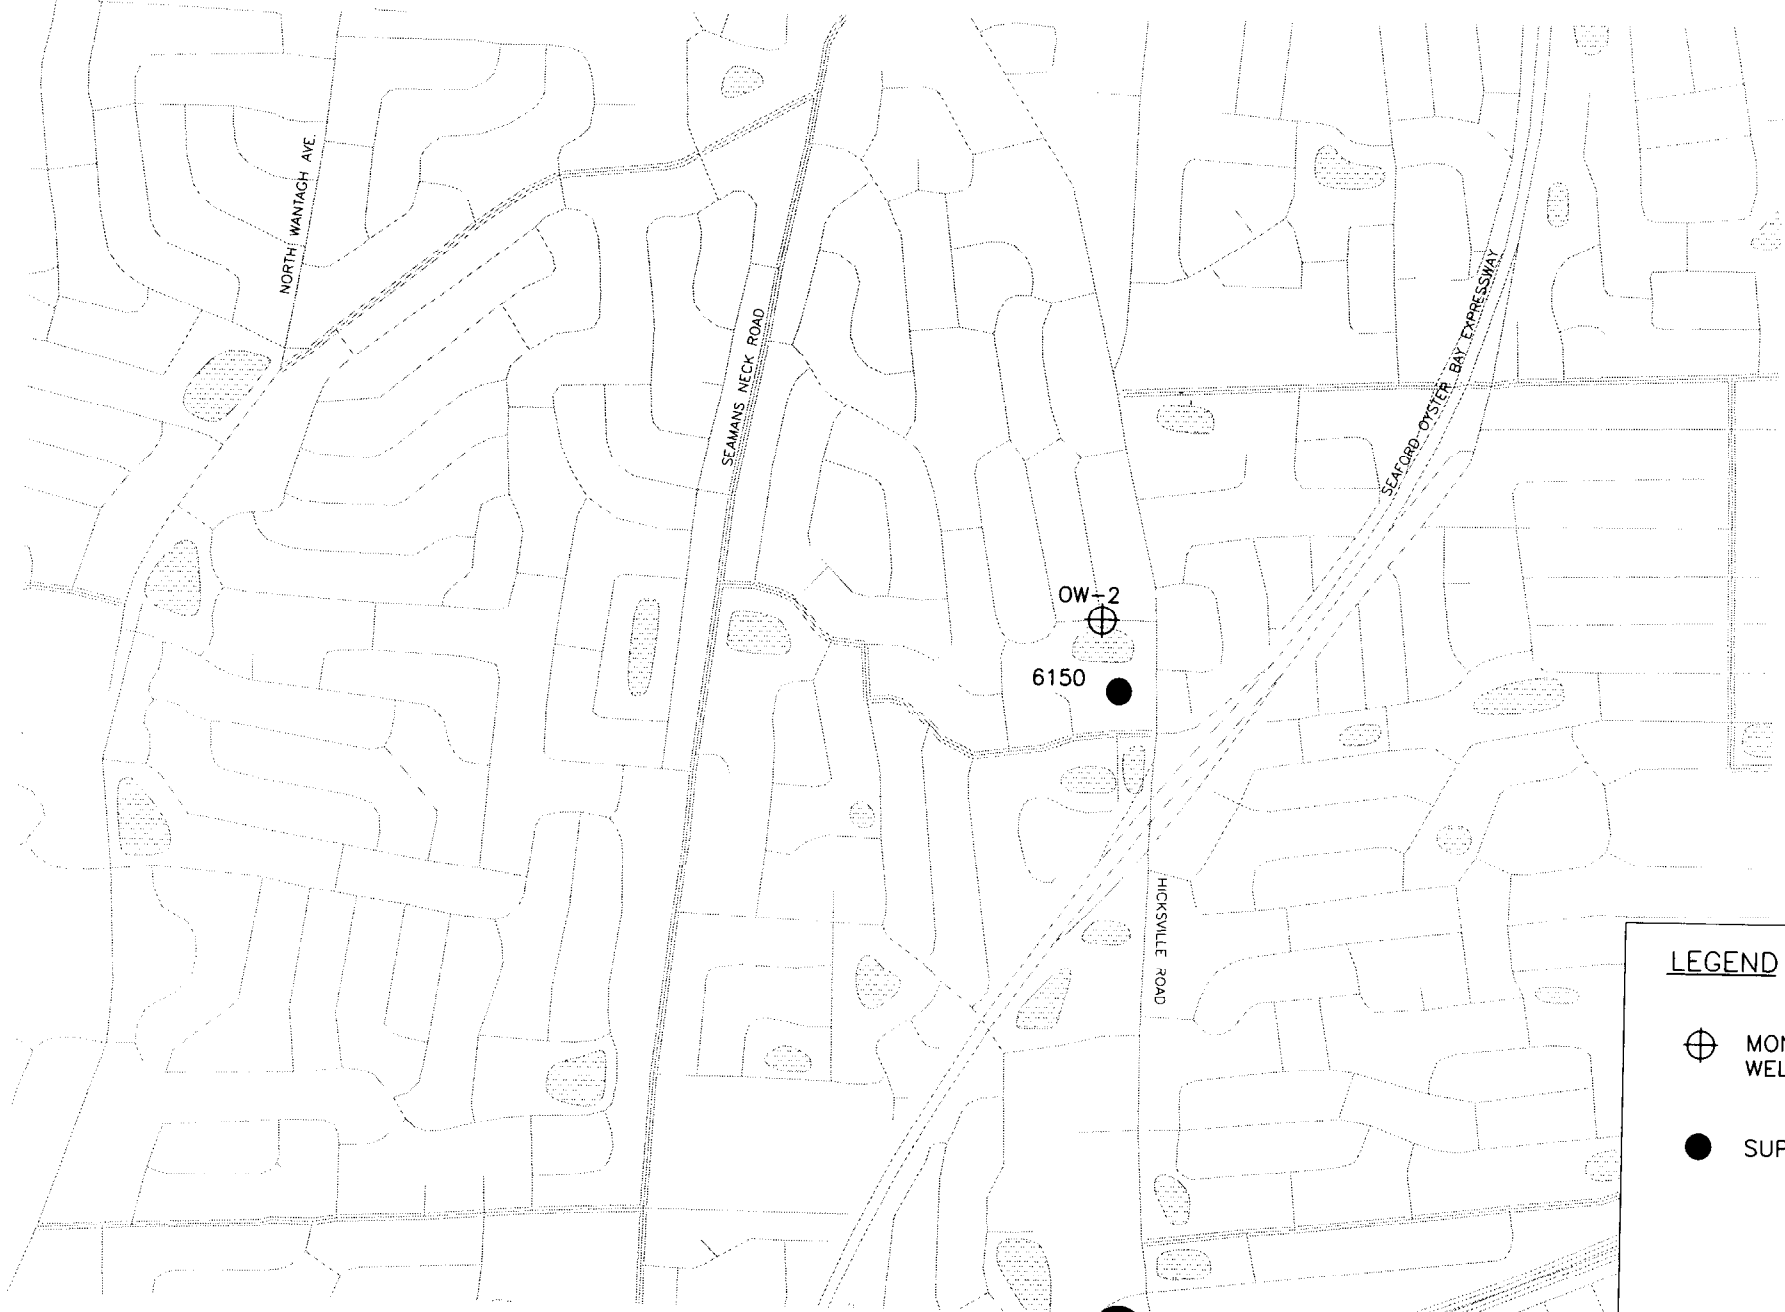 NORTH WANTAGH AVE.
SEAMANS NECK ROAD
SEAFORD OYSTER BAY EXPRESSWAY
OW-2
6150
HICKSVILLE ROAD
LEGEND